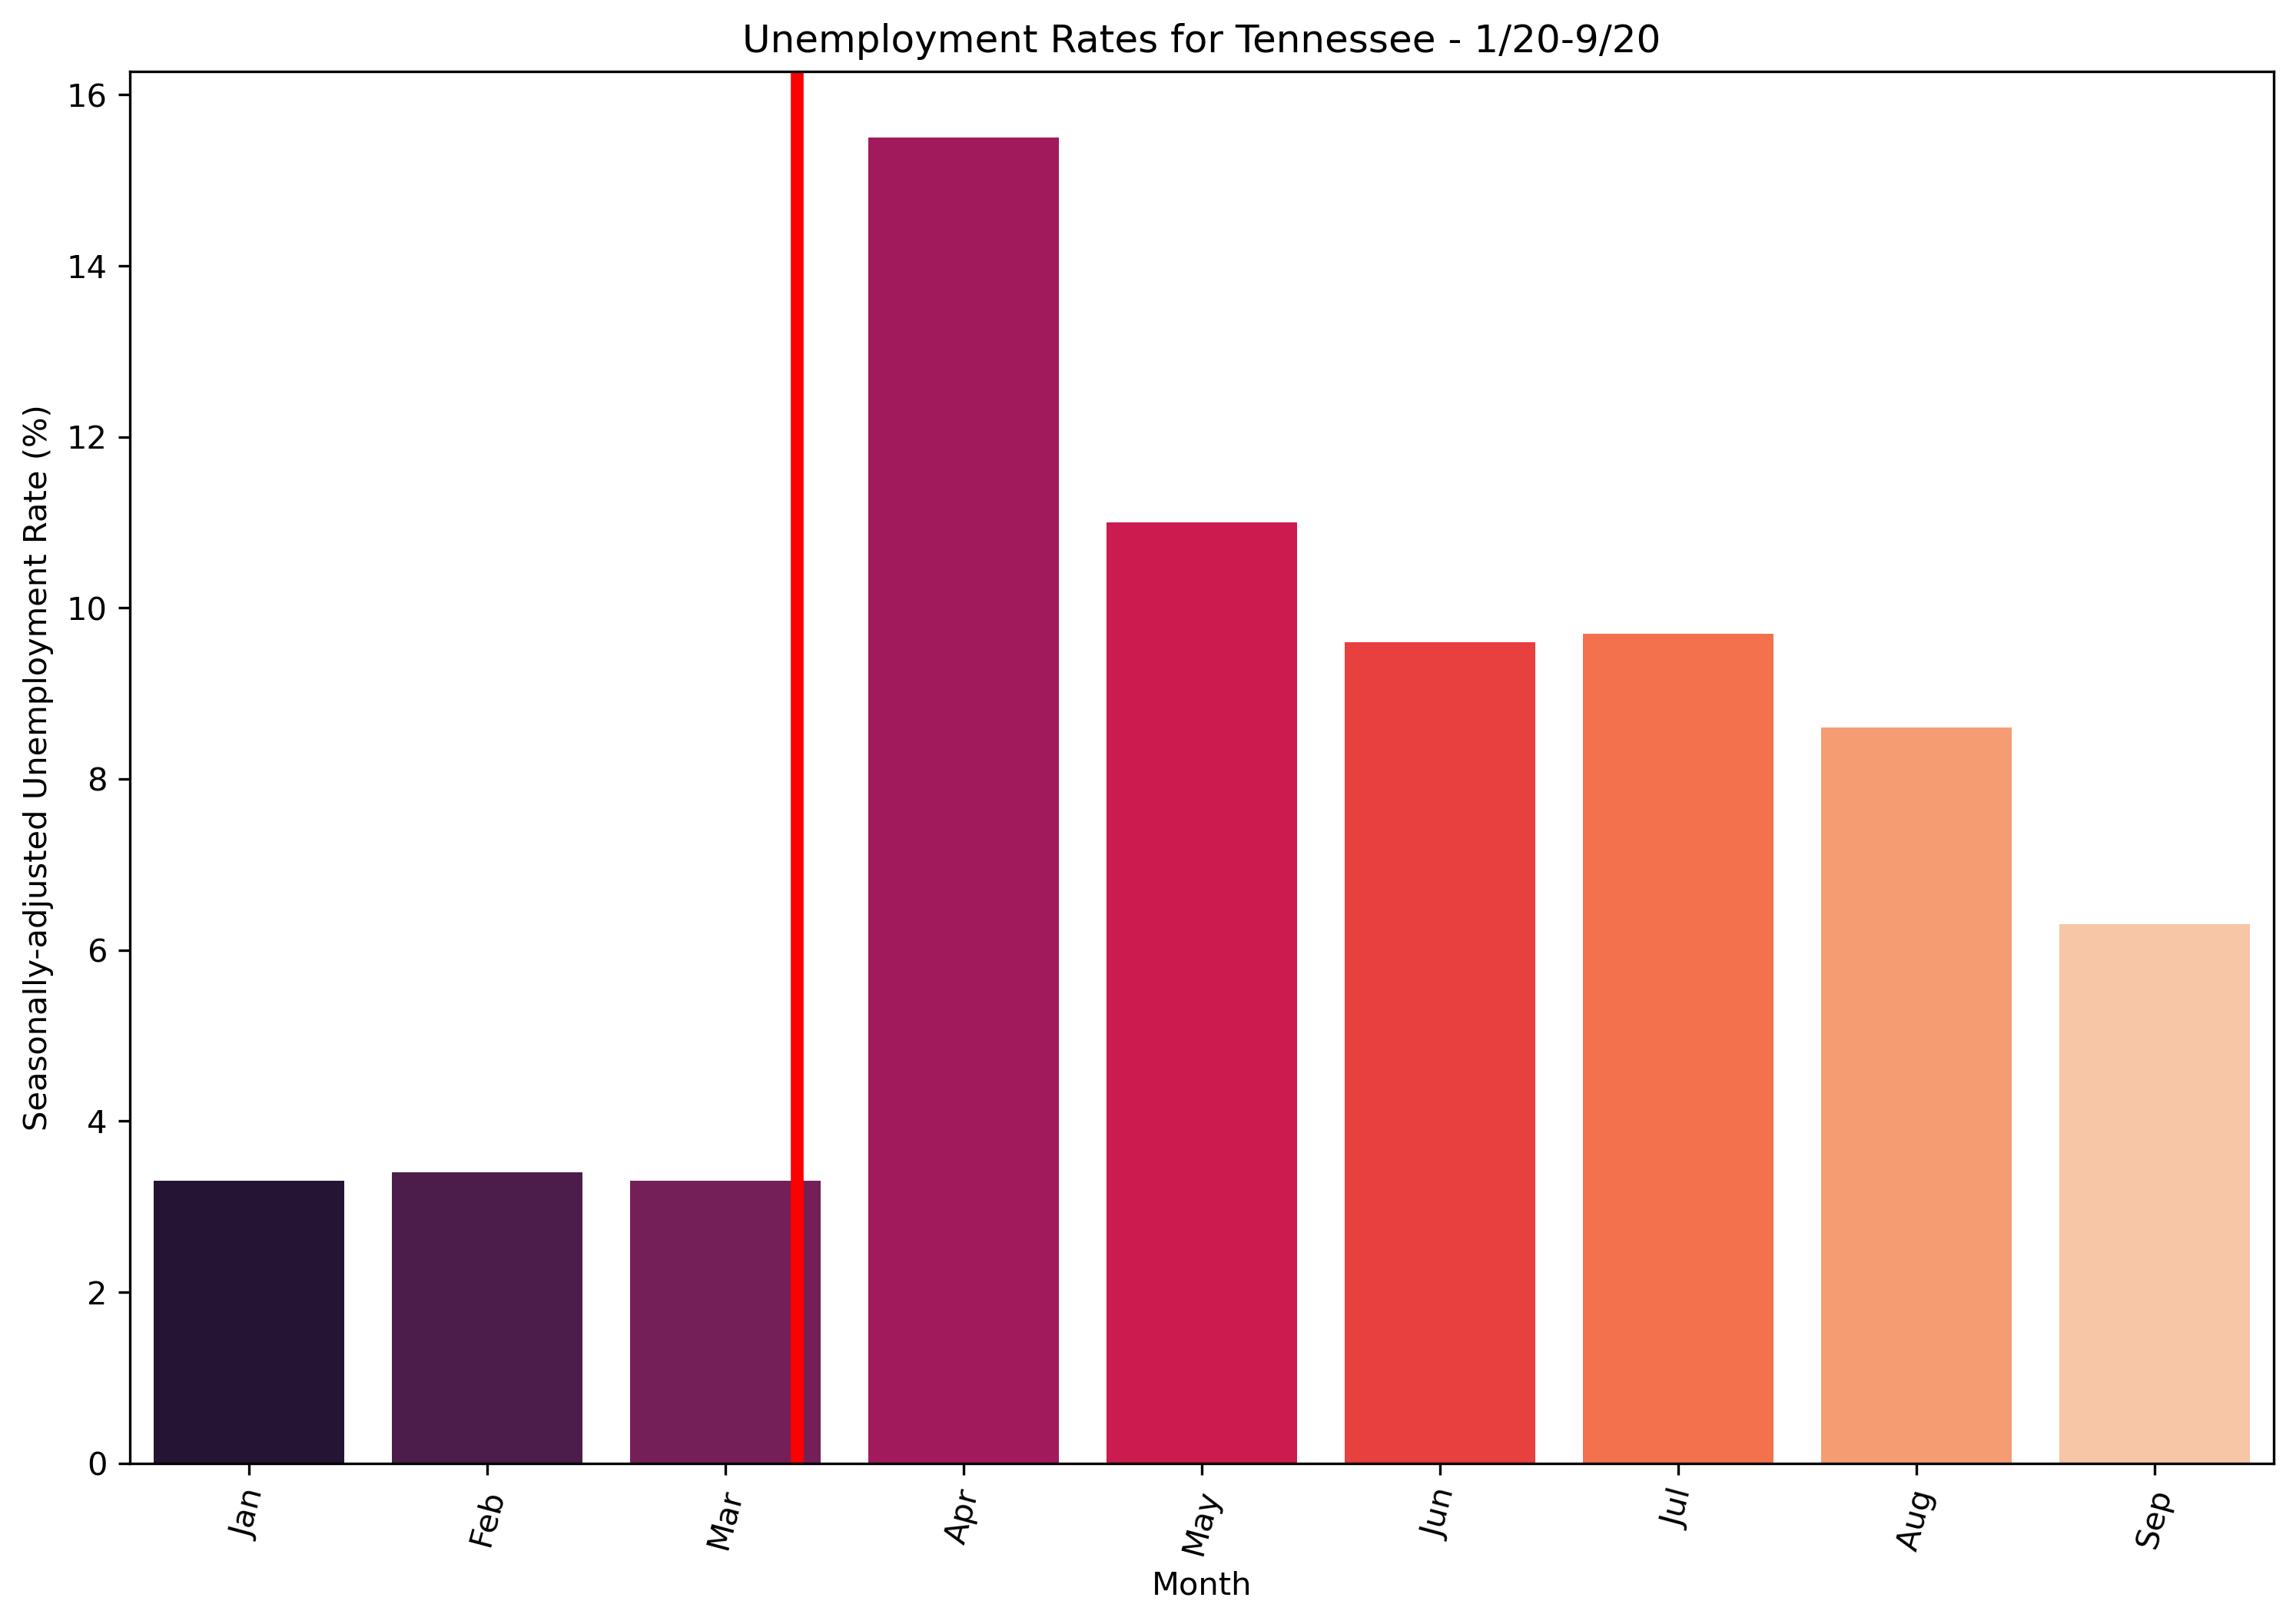 Unemployment Rates for Tennessee - 1/20-9/20
Seasonally-adjusted Unemployment Rate (%)
16
14
12
10
8
6
4
2
0
Jan
Feb
Mar
Apr
May
Jun
Jul
Aug
Sep
Month